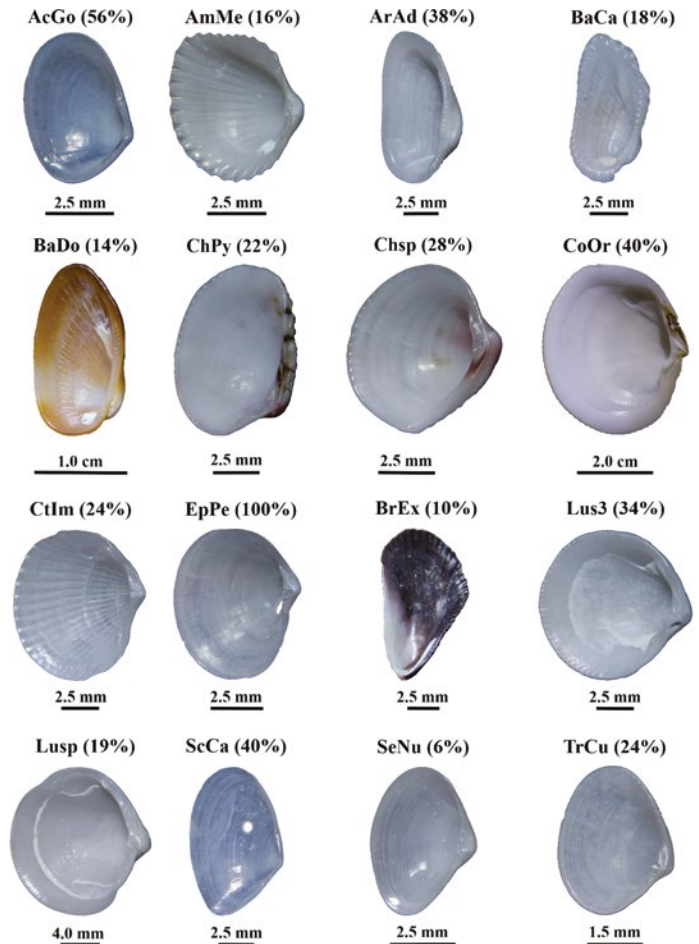 AcGo (56%) AmMe (16%) ArAd (38%) BaCa (18%)
2.5 mm 2.5 mm 2.5 mm 2.5 mm
BaDo (14%) ChPy (22%) Chsp (28%) CoOr (40%)
1.0 cm 2.5 mm 2.5 mm 2.0 cm
CtIm (24%) EpPe (100%) BrEx (10%) Lus3 (34%)
2.5 mm 2.5 mm 2.5 mm 2.5 mm
Lusp (19%) ScCa (40%) SeNu (6%) TrCu (24%)
4.0 mm 2.5 mm 2.5 mm 1.5 mm